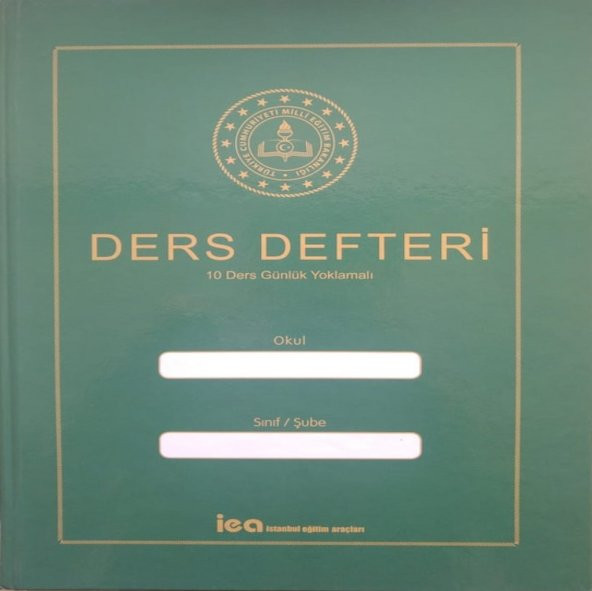 TÜRKİYE CUMHURİYETİ MİLLİ EĞİTİM BAKANLIĞI
DERS DEFTERİ
10 Ders Günlük Yoklamalı
Okul
Sınıf / Şube
iea istanbul eğitim araçları